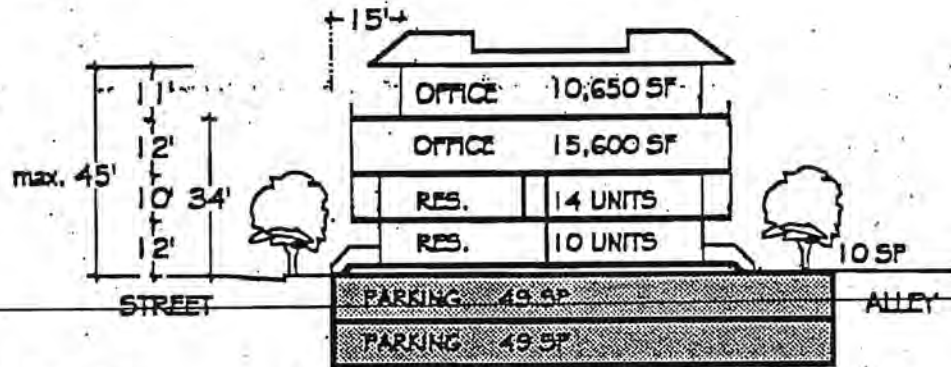 15'
11'
OFFICE 10,650 SF
12'
OFFICE 15,600 SF
max. 45'
10' 34'
RES. 14 UNITS
12'
RES. 10 UNITS
10 SP
STREET
PARKING 49 SP
ALLEY
PARKING 49 SP